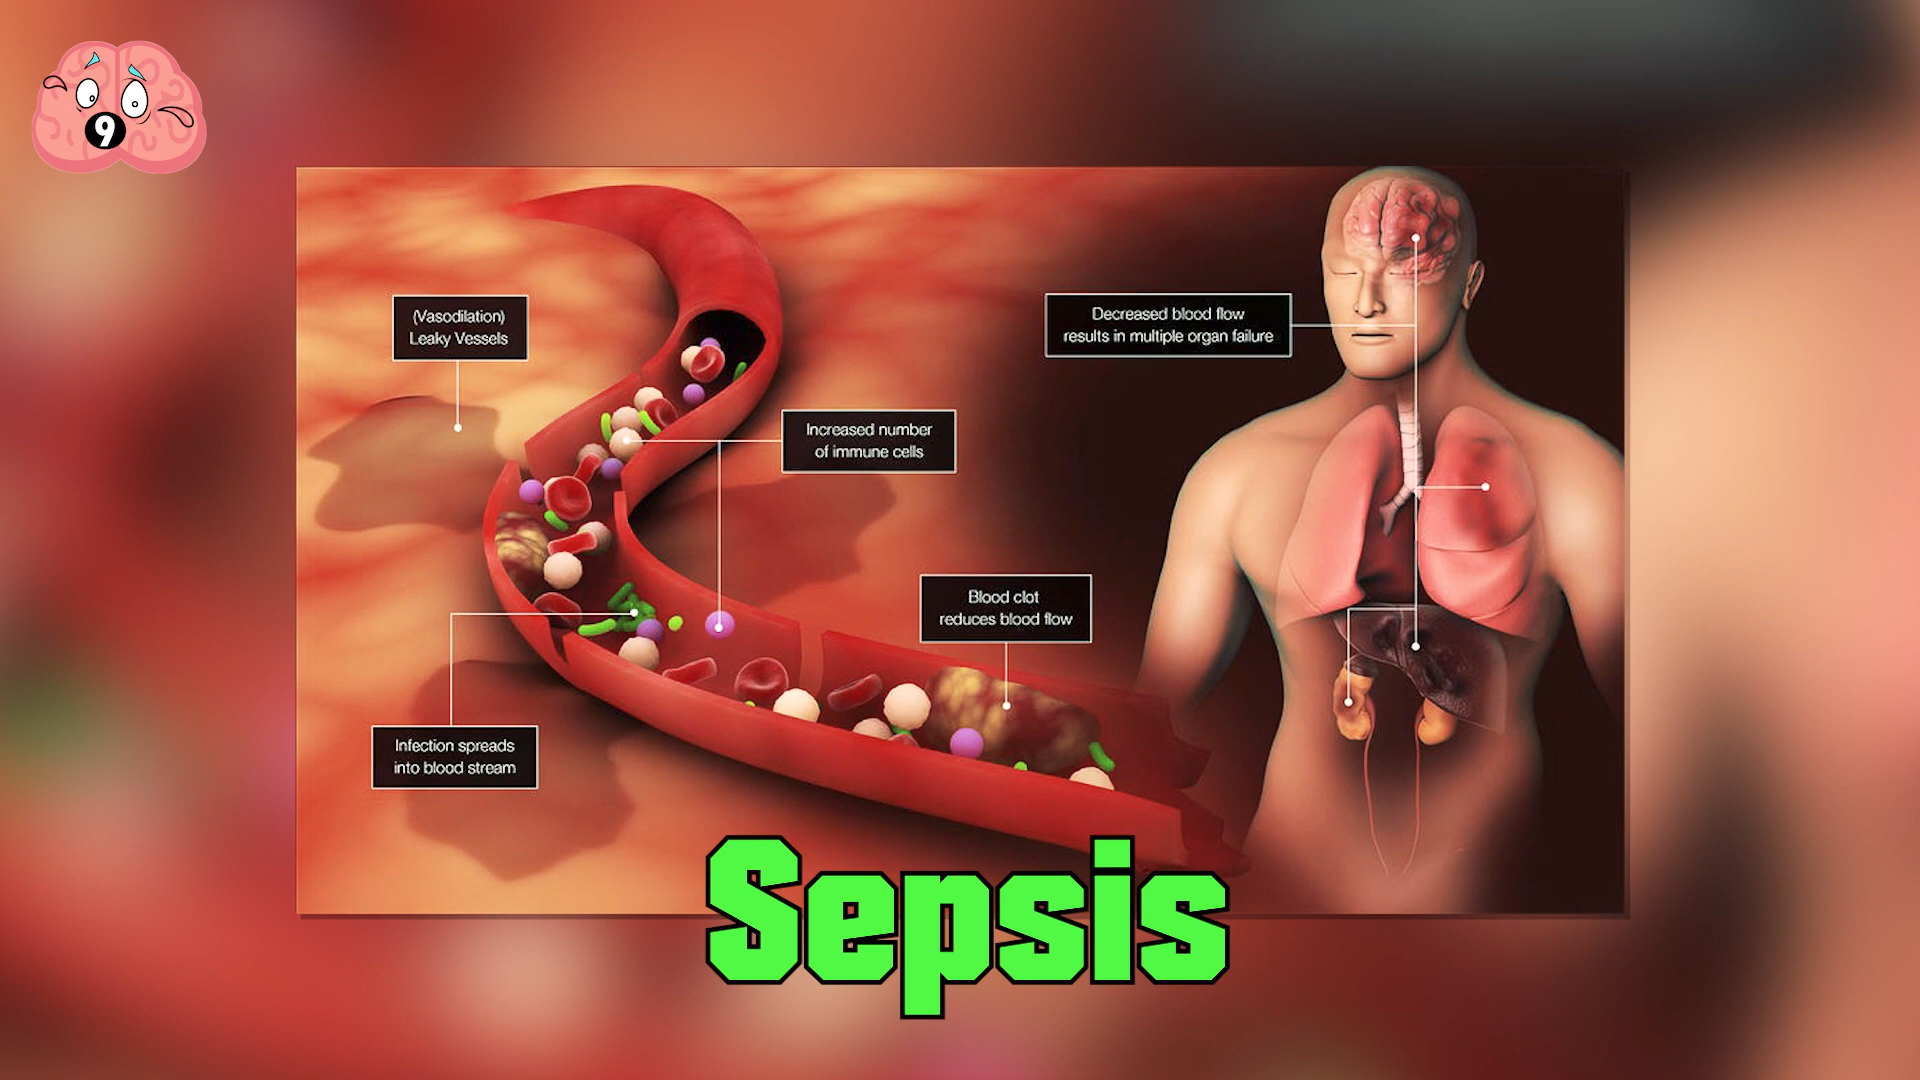 9
(Vasodilation)
Leaky Vessels
Decreased blood flow
results in multiple organ failure
Increased number
of immune cells
Blood clot
reduces blood flow
Infection spreads
into blood stream
Sepsis